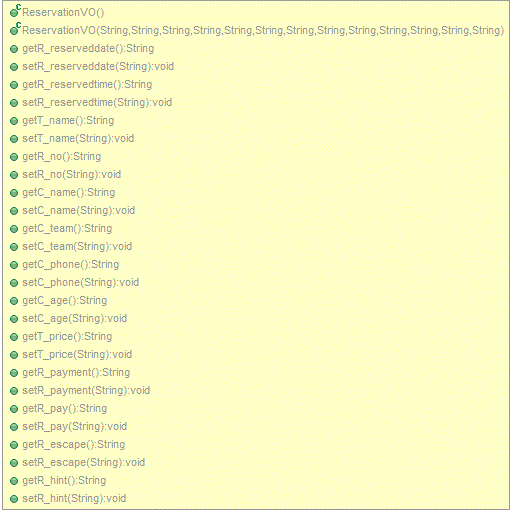 ReservationVO()
ReservationVO(String,String,String,String,String,String,String,String,String,String,String,String,String)
getR_reserveddate():String
setR_reserveddate(String):void
getR_reservedtime():String
setR_reservedtime(String):void
getT_name():String
setT_name(String):void
getR_no():String
setR_no(String):void
getC_name():String
setC_name(String):void
getC_team():String
setC_team(String):void
getC_phone():String
setC_phone(String):void
getC_age():String
setC_age(String):void
getT_price():String
setT_price(String):void
getR_payment():String
setR_payment(String):void
getR_pay():String
setR_pay(String):void
getR_escape():String
setR_escape(String):void
getR_hint():String
setR_hint(String):void